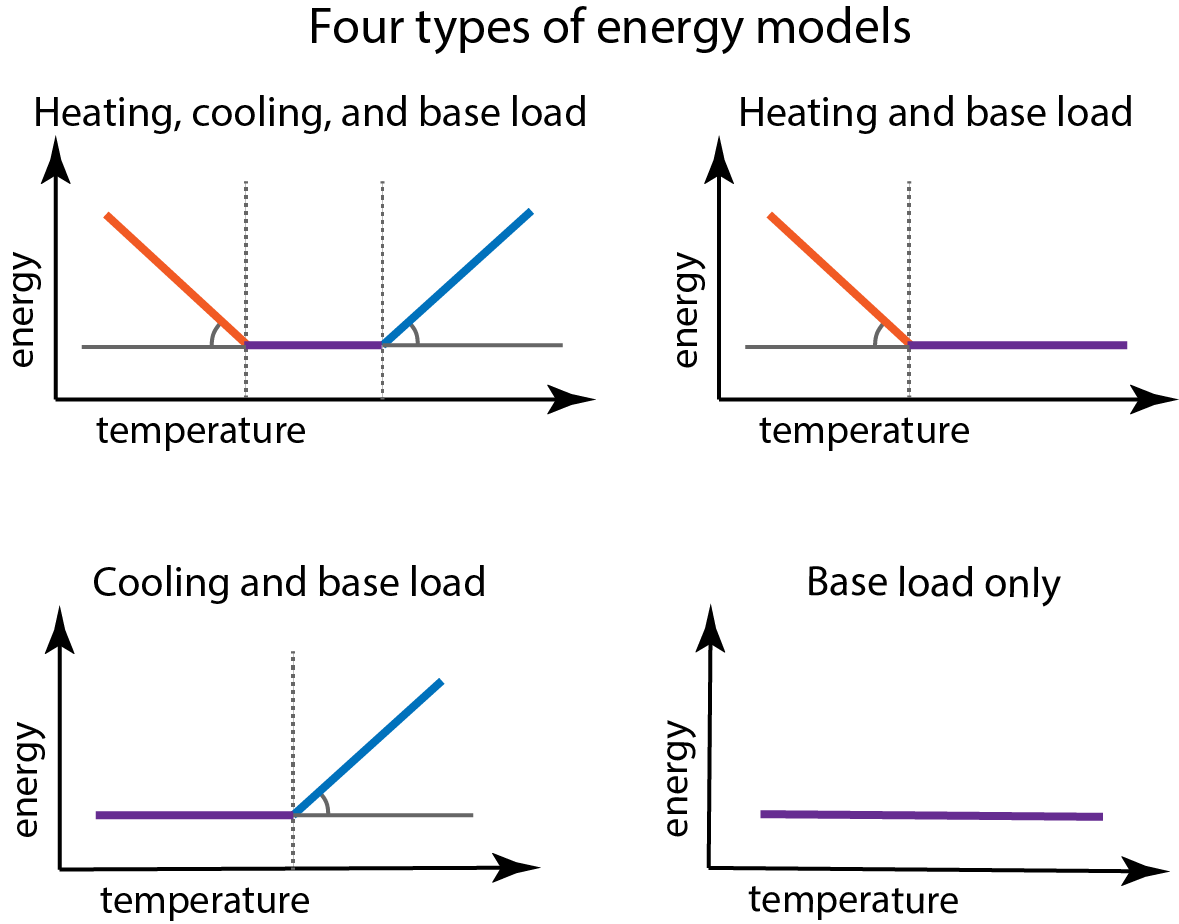 Four types of energy models
Heating, cooling, and base load
energy
temperature
Heating and base load
energy
temperature
Cooling and base load
energy
temperature
Base load only
energy
temperature